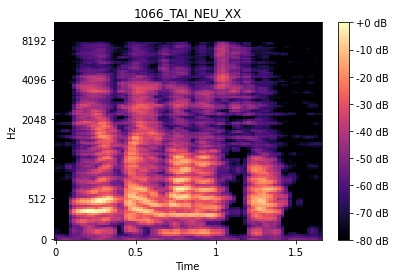 1066_TAI_NEU_XX
+0 dB
8192
-10 dB
4096
-20 dB
-30 dB
2048
Hz
-40 dB
1024
-50 dB
512
-60 dB
-70 dB
0
-80 dB
0
0.5
1
1.5
Time